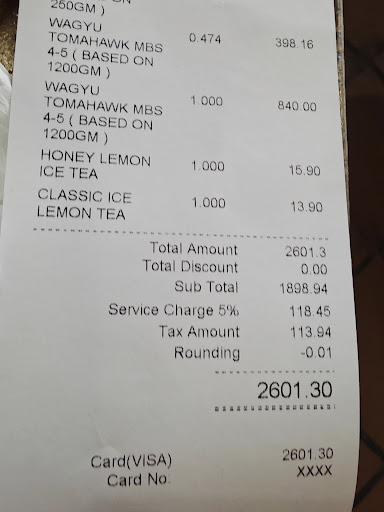 250GM )
WAGYU
TOMAHAWK MBS 0.474 398.16
4-5 ( BASED ON
1200GM )
WAGYU
TOMAHAWK MBS 1.000 840.00
4-5 ( BASED ON
1200GM )
HONEY LEMON 1.000 15.90
ICE TEA
CLASSIC ICE 1.000 13.90
LEMON TEA
Total Amount 2601.3
Total Discount 0.00
Sub Total 1898.94
Service Charge 5% 118.45
Tax Amount 113.94
Rounding -0.01
2601.30
Card(VISA) 2601.30
Card No: XXXX